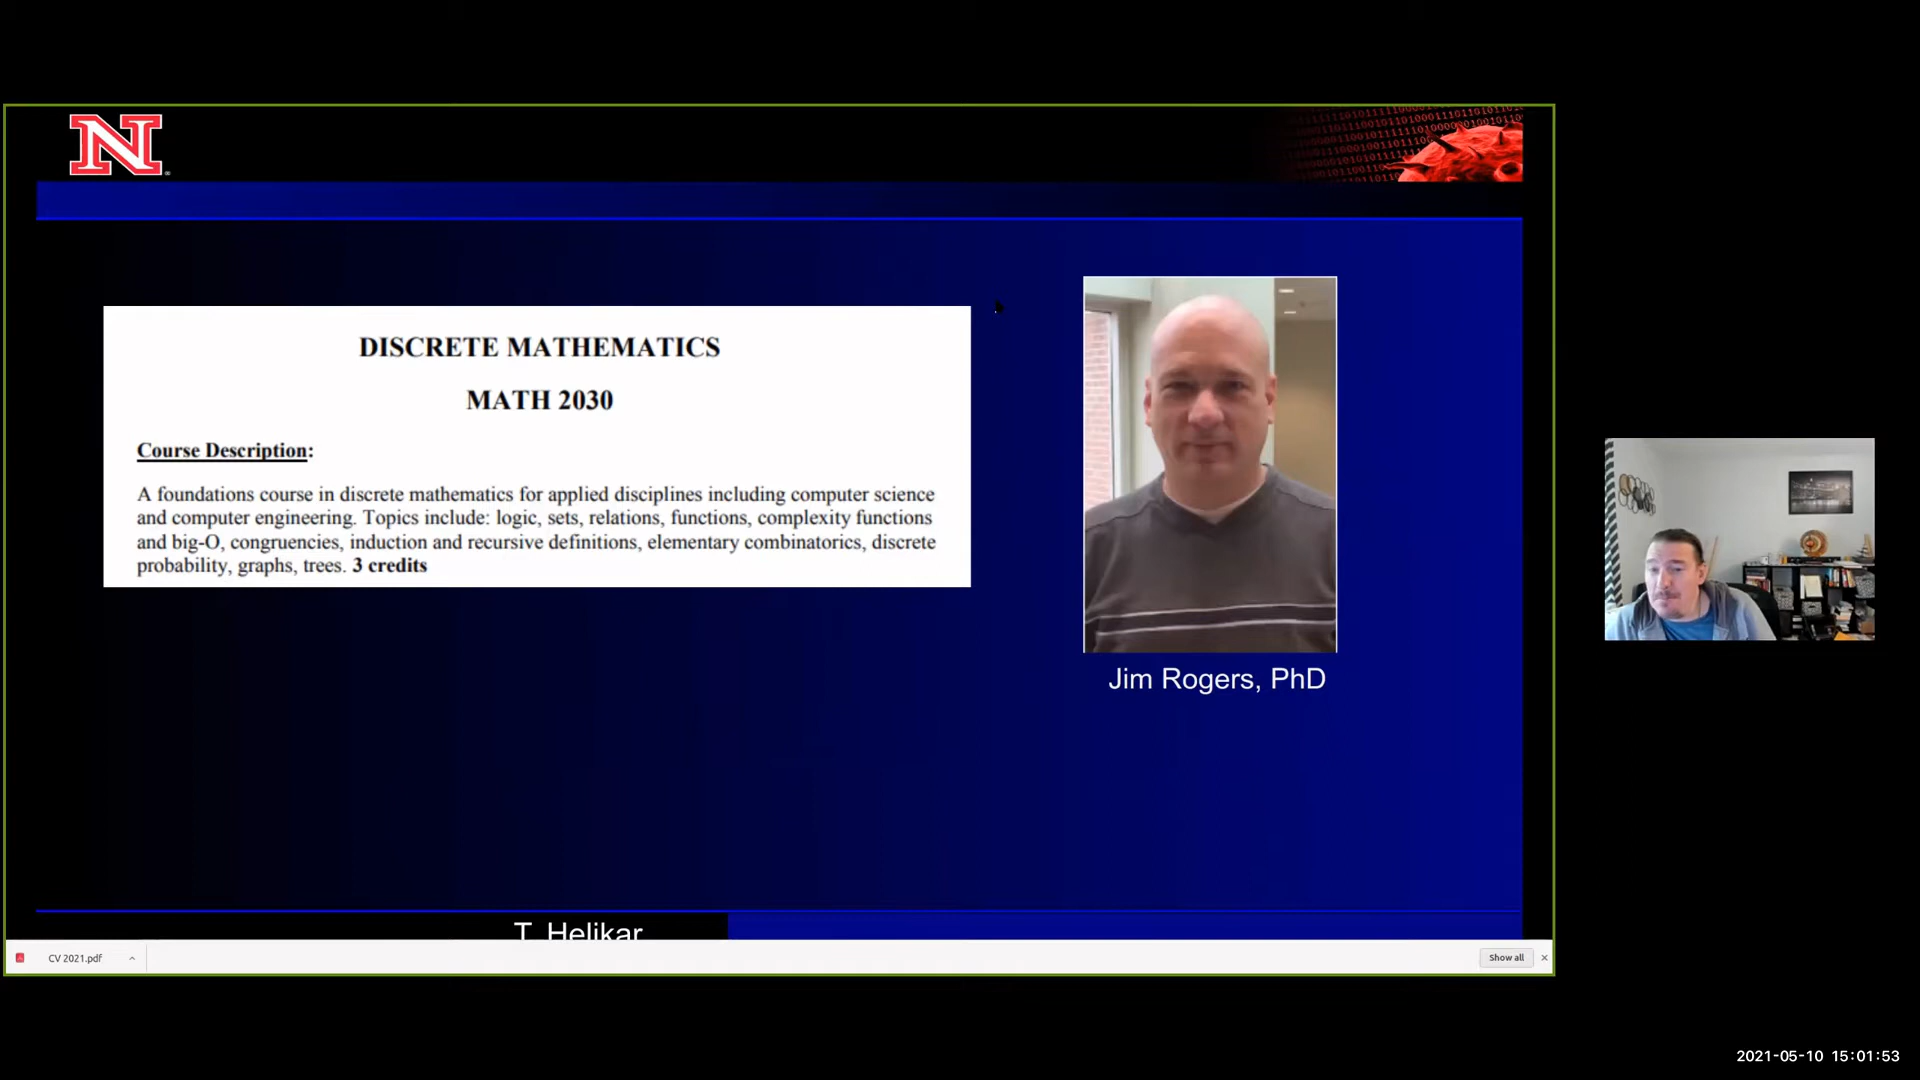 N
DISCRETE MATHEMATICS
MATH 2030
Course Description:
A foundations course in discrete mathematics for applied disciplines including computer science
and computer engineering. Topics include: logic, sets, relations, functions, complexity functions
and big-O, congruencies, induction and recursive definitions, elementary combinatorics, discrete
probability, graphs, trees. 3 credits
Jim Rogers, PhD
T. Helikar
CV 2021.pdf
Show all
2021-05-10 15:01:53